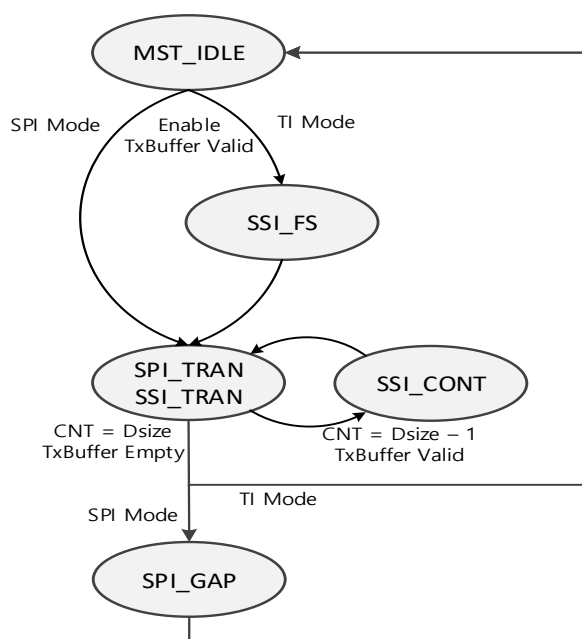 MST_IDLE
SPI Mode
Enable
TxBuffer Valid
TI Mode
SSI_FS
SPI_TRAN
SSI_TRAN
SSI_CONT
CNT = Dsize
TxBuffer Empty
CNT = Dsize – 1
TxBuffer Valid
TI Mode
SPI Mode
SPI_GAP